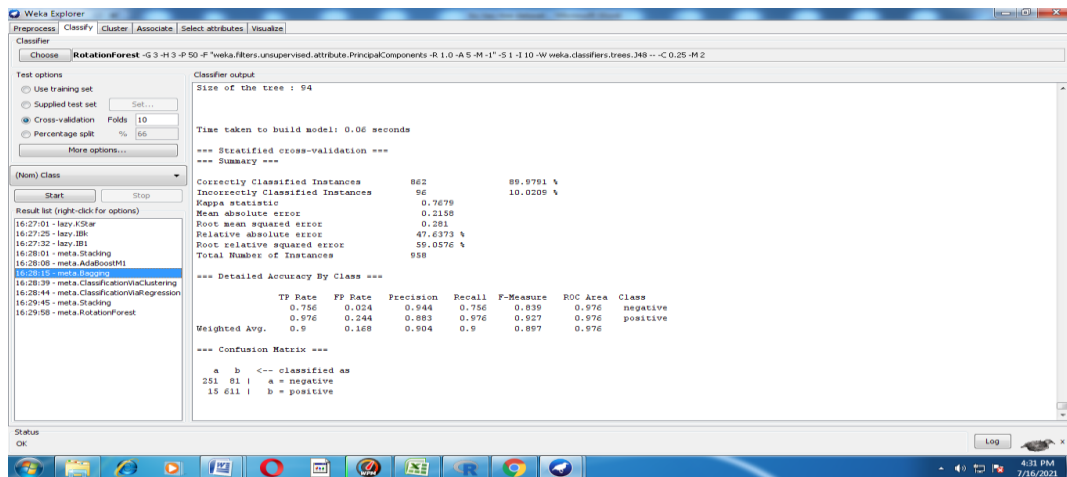 Weka Explorer
Preprocess Classify Cluster Associate Select attributes Visualize
Classifier
Choose RotationForest -G 3 -H 3 -P 50 -F "weka.filters.unsupervised.attribute.PrincipalComponents -R 1.0 -A 5 -M -1" -S 1 -I 10 -W weka.classifiers.trees.J48 -- -C 0.25 -M 2
Test options
Use training set
Supplied test set Set...
Cross-validation Folds 10
Percentage split % 66
More options...
(Nom) Class
Start Stop
Result list (right-click for options)
16:27:01 - lazy.KStar
16:27:25 - lazy.IBk
16:27:32 - lazy.IB1
16:28:01 - meta.Stacking
16:28:08 - meta.AdaBoostM1
16:28:15 - meta.Bagging
16:28:39 - meta.ClassificationViaClustering
16:28:44 - meta.ClassificationViaRegression
16:29:45 - meta.Stacking
16:29:58 - meta.RotationForest
Classifier output
Size of the tree : 94
Time taken to build model: 0.06 seconds
=== Stratified cross-validation ===
=== Summary ===
Correctly Classified Instances 862 89.9791 %
Incorrectly Classified Instances 96 10.0209 %
Kappa statistic 0.7679
Mean absolute error 0.2158
Root mean squared error 0.281
Relative absolute error 47.6373 %
Root relative squared error 59.0576 %
Total Number of Instances 958
=== Detailed Accuracy By Class ===
TP Rate FP Rate Precision Recall F-Measure ROC Area Class
0.756 0.024 0.944 0.756 0.839 0.976 negative
0.976 0.244 0.883 0.976 0.927 0.976 positive
Weighted Avg. 0.9 0.168 0.904 0.9 0.897 0.976
=== Confusion Matrix ===
a b <-- classified as
251 81 | a = negative
15 611 | b = positive
Status
OK
Log
x 0
W
WPM
R
4:31 PM
7/16/2021